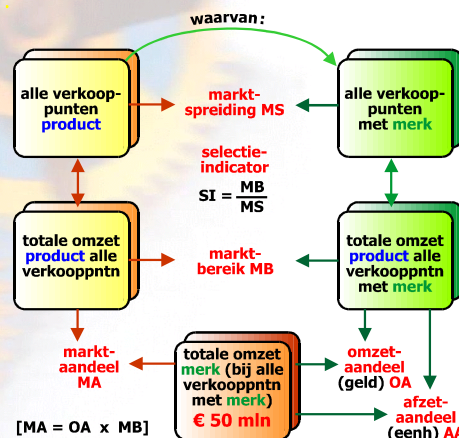 waarvan:
alle verkoop-
punten
product
markt-
spreiding MS
alle verkoop-
punten
met merk
selectie-
indicator
SI = MB
MS
totale omzet
product alle
verkooppntn
markt-
bereik MB
totale omzet
product alle
verkooppntn
met merk
markt-
aandeel
MA
totale omzet
merk (bij alle
verkooppntn
met merk)
€ 50 mln
omzet-
aandeel
(geld) OA
afzet-
aandeel
(eenh) AA
[MA = OA x MB]